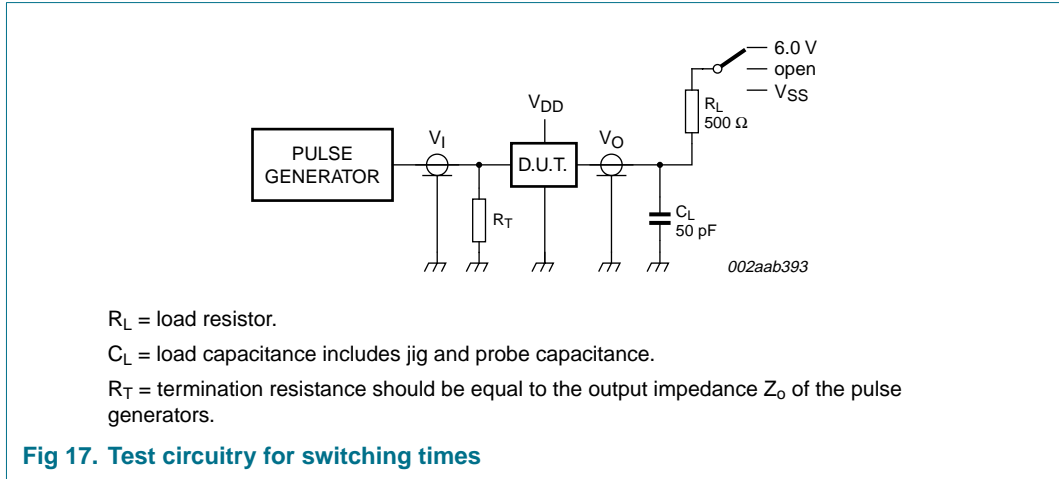 6.0 V
open
VSS
RL
500 Ω
VDD
VI
VO
PULSE
GENERATOR
D.U.T.
RT
CL
50 pF
002aab393
RL = load resistor.
CL = load capacitance includes jig and probe capacitance.
RT = termination resistance should be equal to the output impedance Zo of the pulse
generators.
Fig 17. Test circuitry for switching times